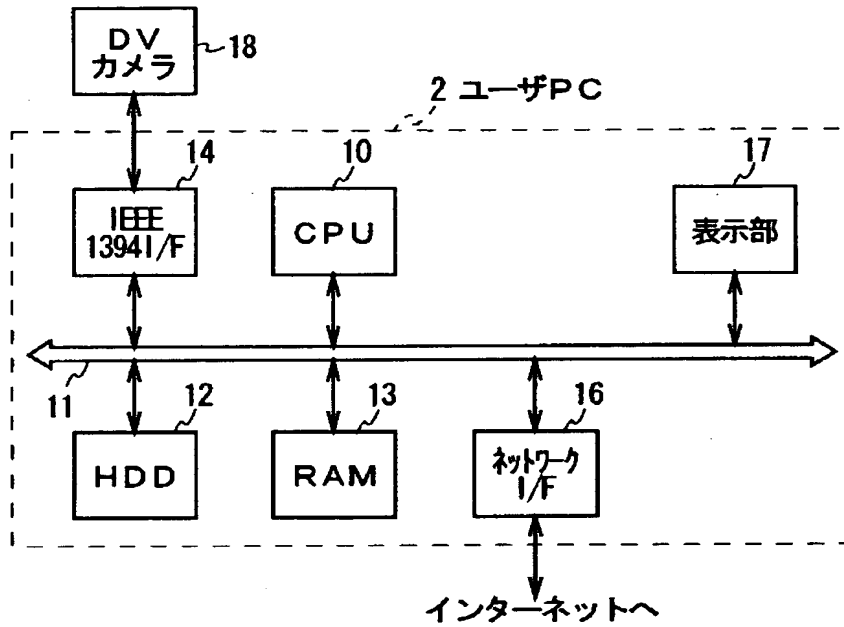 DV
カメラ
18
2 ユーザPC
14
10
17
IEEE
1394I/F
CPU
表示部
11
12
13
16
HDD
RAM
ネットワーク
I/F
インターネットへ